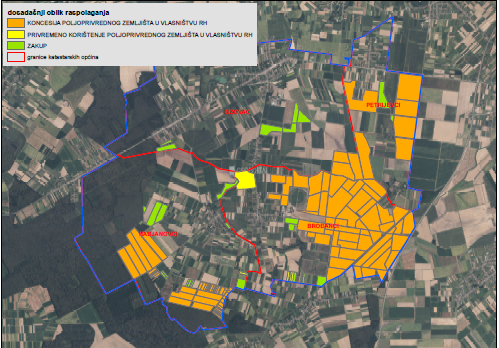 dosadašnji oblik raspolaganja
KONCESIJA POLJOPRIVREDNOG ZEMLJIŠTA U VLASNIŠTVU RH
PRIVREMENO KORIŠTENJE POLJOPRIVREDNOG ZEMLJIŠTA U VLASNIŠTVU RH
ZAKUP
granice katastarskih općina
PETRIJEVCI
BROĐANCI